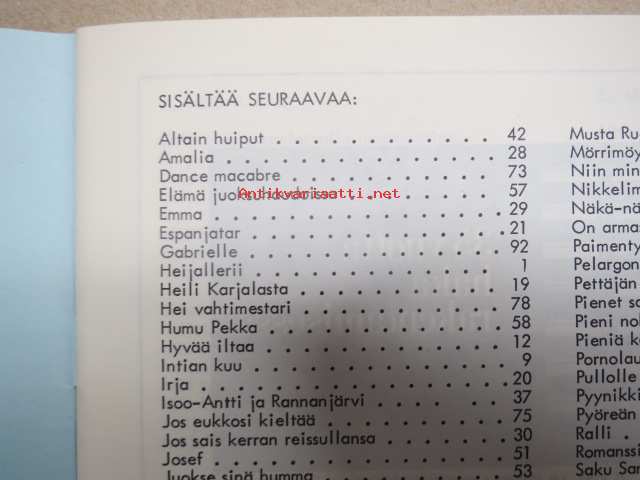 SISÄLTÄÄ SEURAAVAA:
Altain huiput . . . . . . . . . . . . 42
Amalia . . . . . . . . . . . . . . 28
Dance macabre . . . . . . . . . . . 73
Elämä . . . . . . 57
Antikvariaatti.net
Emma . . . . . . . . . . . . . . . 29
Espanjatar . . . . . . . . . . . . . 21
Gabrielle . . . . . . . . . . . . . . 92
Heijallerii . . . . . . . . . . . . . 1
Heili Karjalasta . . . . . . . . . . . 19
Hei vahtimestari . . . . . . . . . . . 78
Humu Pekka . . . . . . . . . . . . 58
Hyvää iltaa . . . . . . . . . . . . . 12
Intian kuu . . . . . . . . . . . . . 9
Irja . . . . . . . . . . . . . . . . 20
Isoo-Antti ja Rannanjärvi . . . . . 37
Jos eukkosi kieltää . . . . . . . . . . 75
Jos sais kerran reissullansa . . . . . . . 30
Josef . . . . . . . . . . . . . . . 51
Juokse sinä humma . . . . . . . . . . 53
Musta Ru
Mörrimöy
Niin min
Nikkelim
Näkä-nä
On armas
Paimenty
Pelargon
Pettäjän
Pienet sa
Pieni nok
Pieniä k
Pornolau
Pullolle
Pyynikki
Pyöreän
Ralli . .
Romanssi
Saku Sam